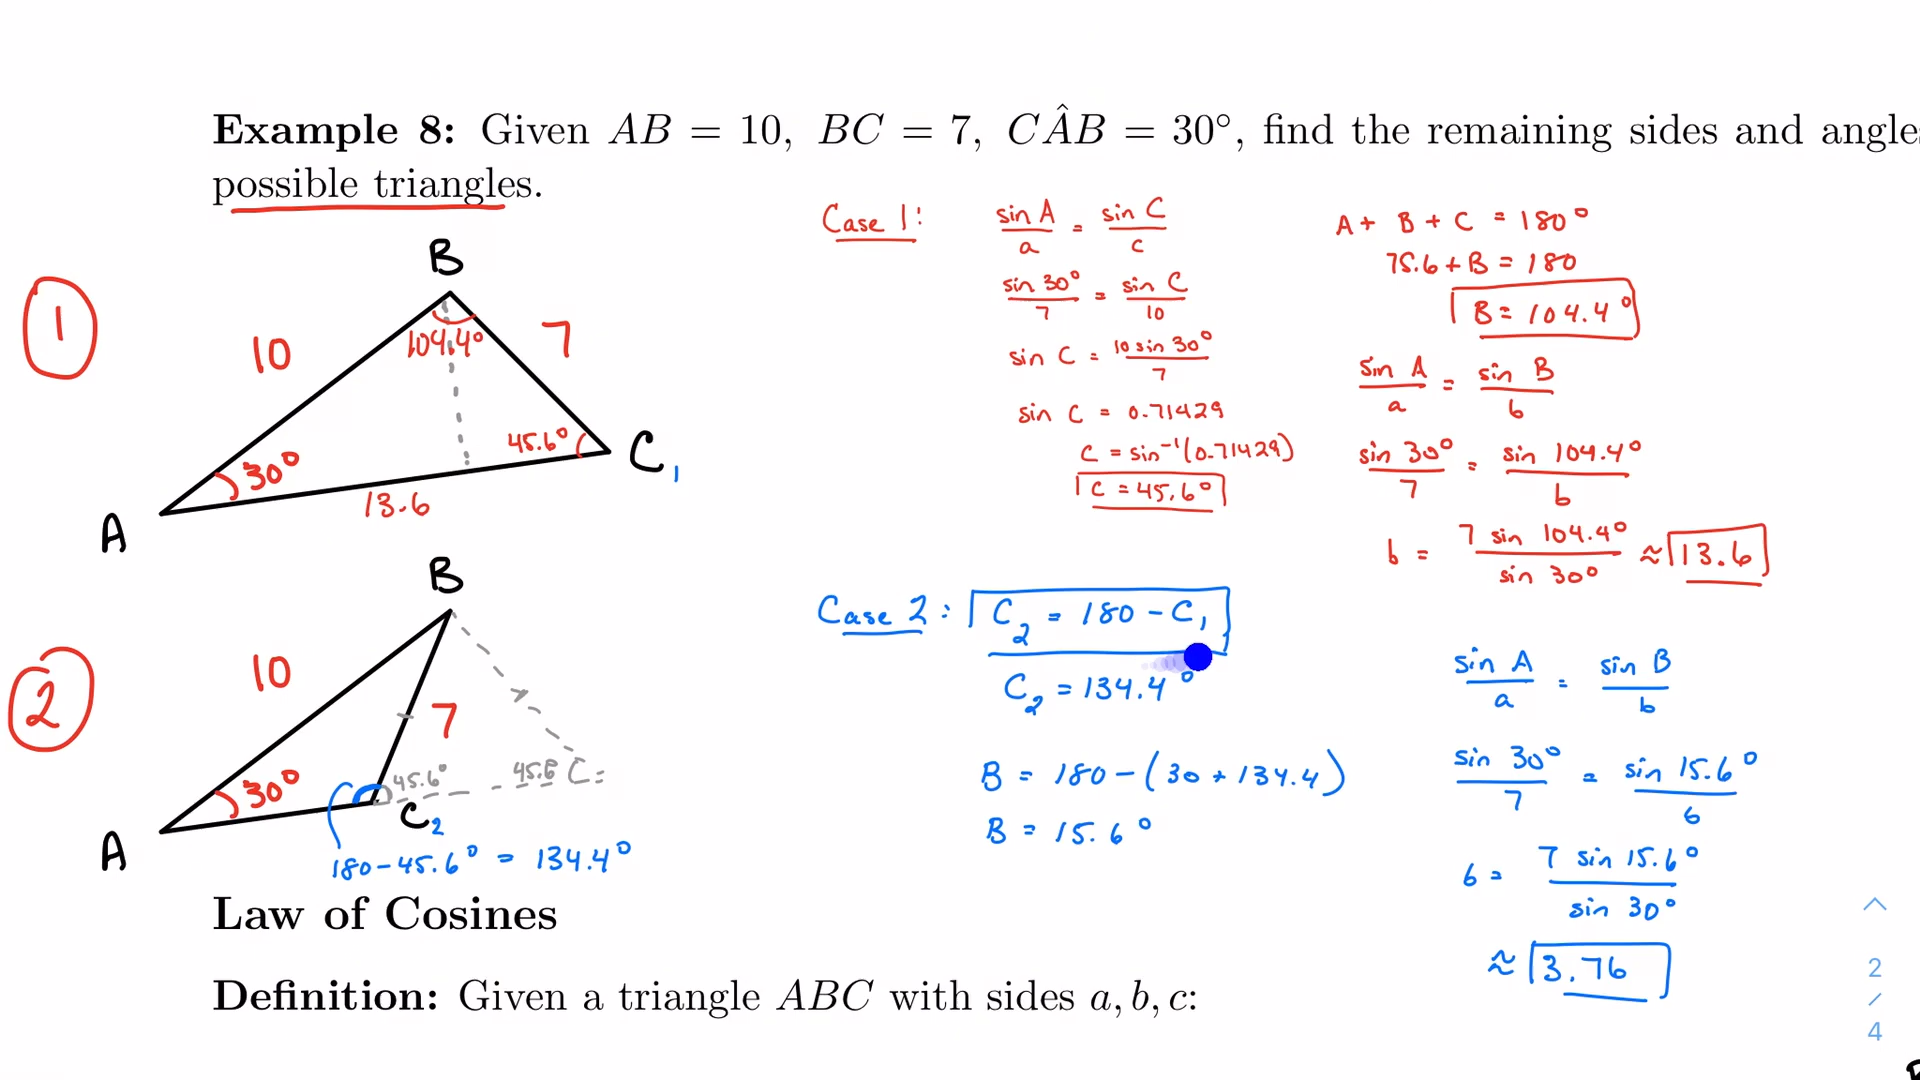 Example 8: Given AB = 10, BC = 7, CÂB = 30°, find the remaining sides and angle
possible triangles.
1
B
10
7
104.4°
30°
45.6°
13.6
A
C₁
Case 1:
sin A / a = sin C / c
sin 30° / 7 = sin C / 10
sin C = 10 sin 30° / 7
sin C = 0.71429
C = sin⁻¹(0.71429)
C = 45.6°
A + B + C = 180°
75.6 + B = 180
B = 104.4°
sin A / a = sin B / b
sin 30° / 7 = sin 104.4° / b
b = 7 sin 104.4° / sin 30° ≈ 13.6
2
B
10
7
30°
45.6°
A
C₂
180-45.6° = 134.4°
Case 2: C₂ = 180 - C₁
C₂ = 134.4°
B = 180 - (30 + 134.4)
B = 15.6°
sin A / a = sin B / b
sin 30° / 7 = sin 15.6° / b
b = 7 sin 15.6° / sin 30°
≈ 3.76
Law of Cosines
Definition: Given a triangle ABC with sides a, b, c:
2
/
4